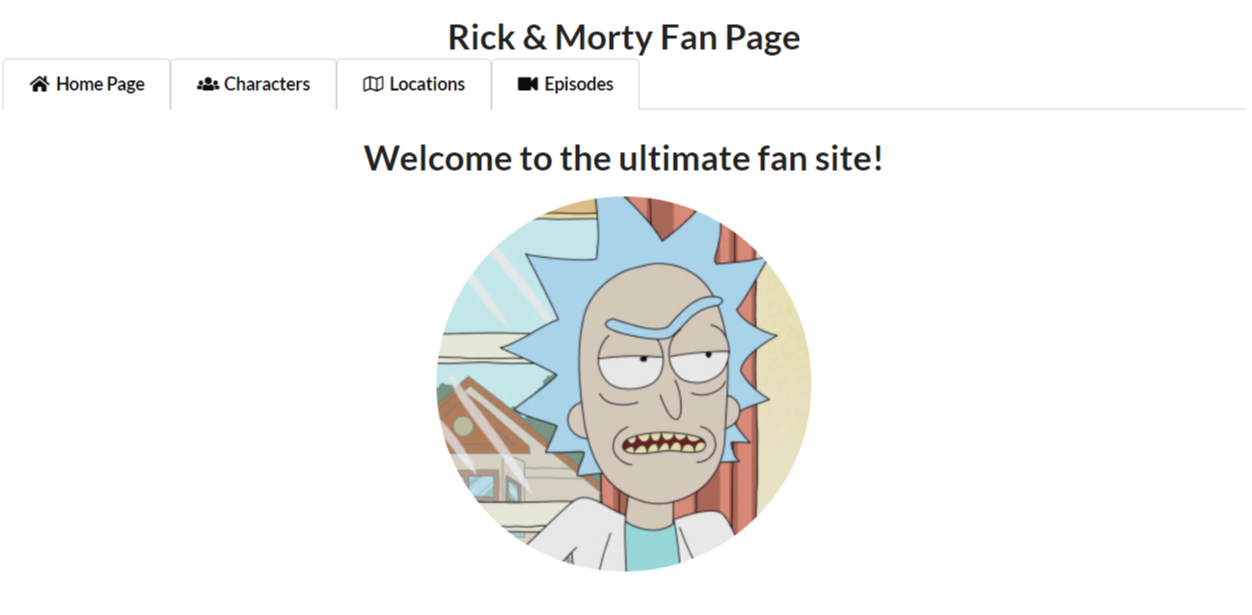 Rick & Morty Fan Page
Home Page Characters Locations Episodes
Welcome to the ultimate fan site!